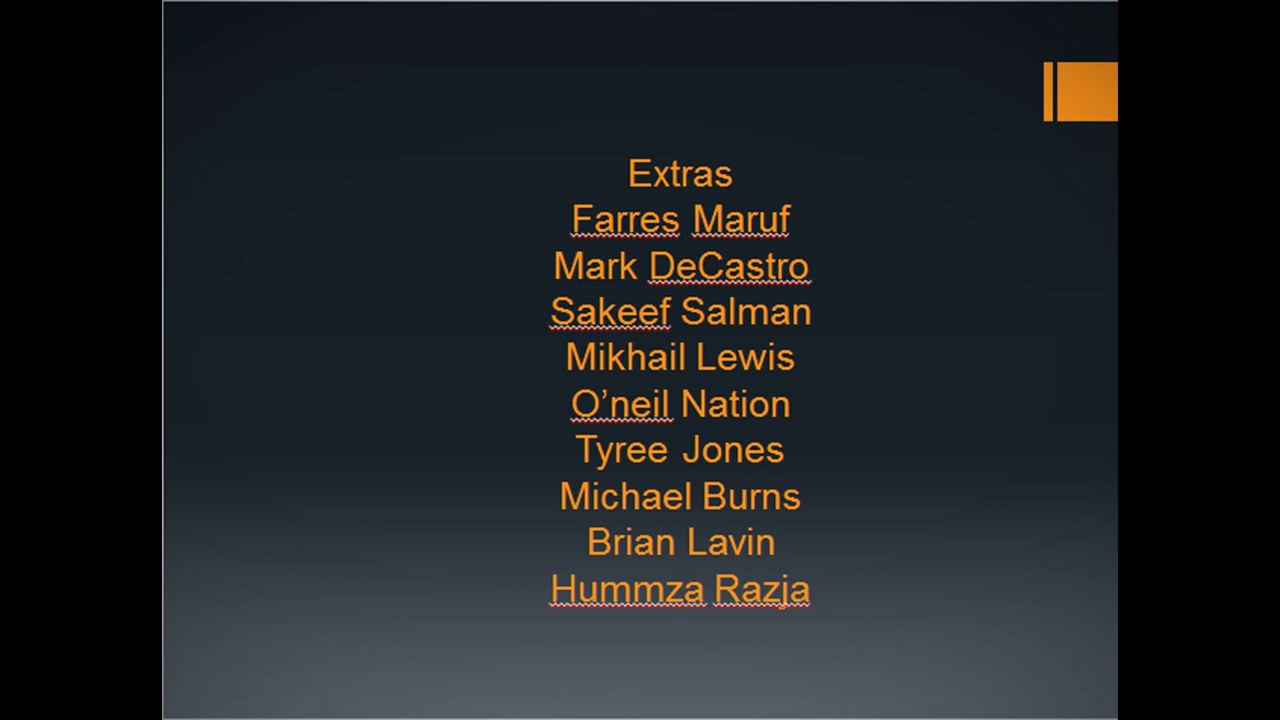 Extras
Farres Maruf
Mark DeCastro
Sakeef Salman
Mikhail Lewis
O’neil Nation
Tyree Jones
Michael Burns
Brian Lavin
Hummza Razja